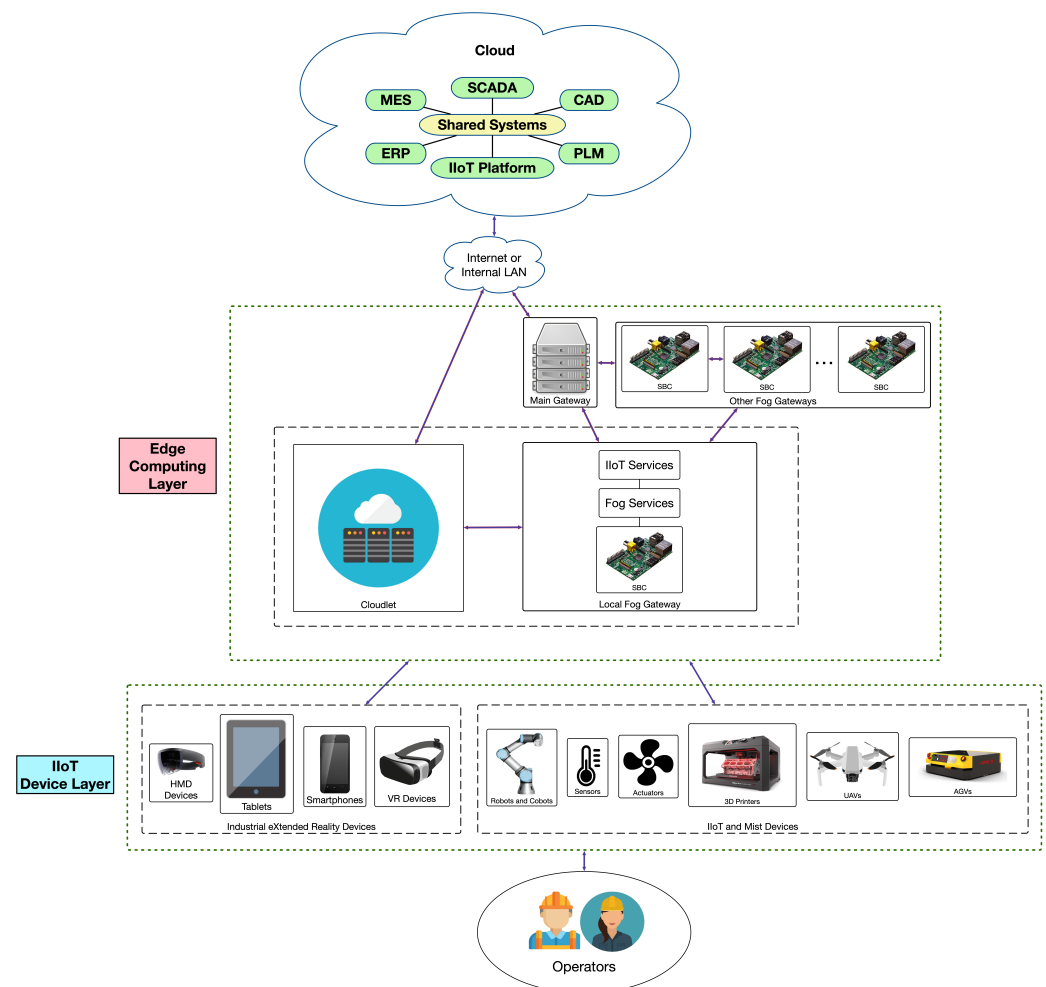 Cloud
SCADA
MES
CAD
Shared Systems
ERP
PLM
IIoT Platform
Internet or
Internal LAN
SBC
SBC
...
SBC
Main Gateway
Other Fog Gateways
Edge
Computing
Layer
IIoT Services
Fog Services
SBC
Cloudlet
Local Fog Gateway
IIoT
Device Layer
HMD
Devices
Tablets
Smartphones
VR Devices
Industrial eXtended Reality Devices
Robots and Cobots
Sensors
Actuators
3D Printers
UAVs
AGVs
IIoT and Mist Devices
Operators